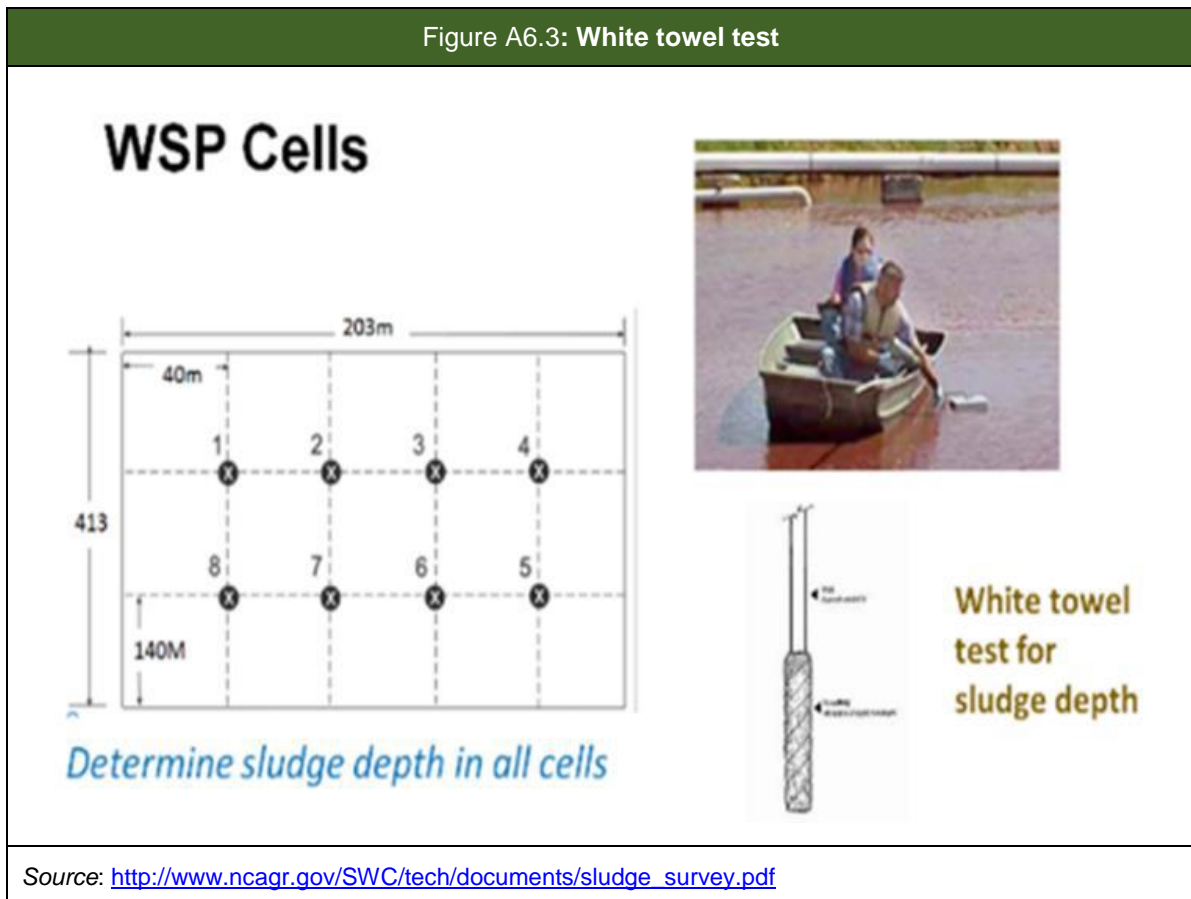 Figure A6.3: White towel test
WSP Cells
203m
40m
1 2 3 4
413
8 7 6 5
140M
Determine sludge depth in all cells
White towel
test for
sludge depth
Source: http://www.ncagr.gov/SWC/tech/documents/sludge_survey.pdf